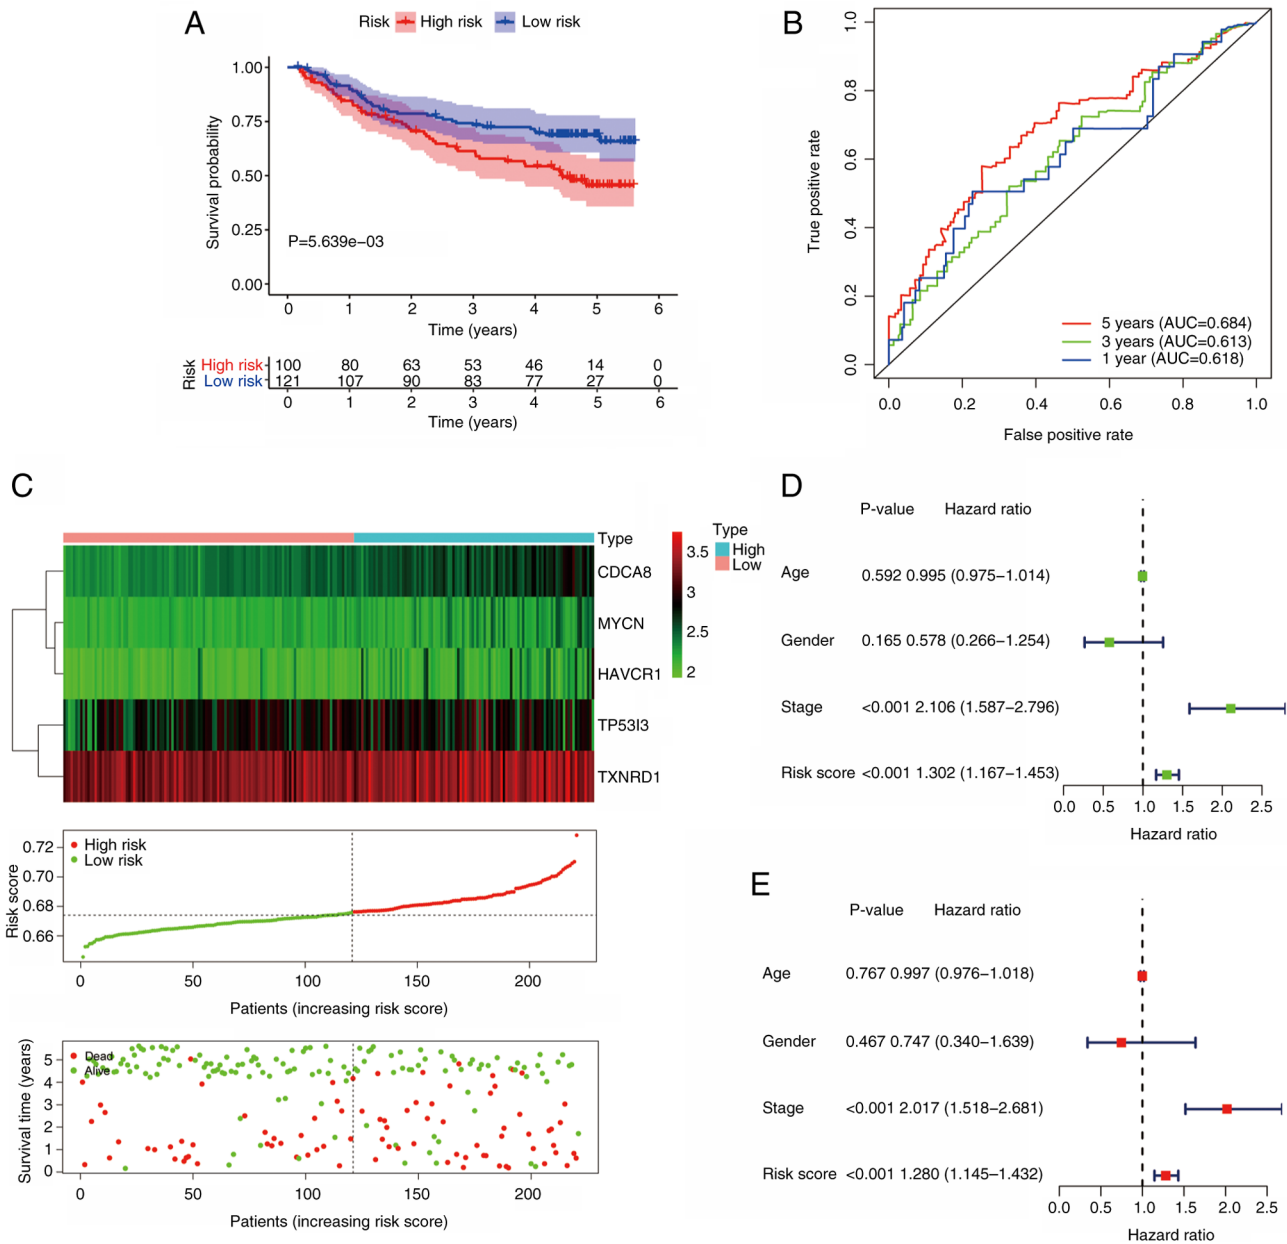 A
Risk High risk Low risk
1.00
0.75
0.50
0.25
0.00
Survival probability
P=5.639e−03
0 1 2 3 4 5 6
Time (years)
Risk
High risk 100 80 63 53 46 14 0
Low risk 121 107 90 83 77 27 0
0 1 2 3 4 5 6
Time (years)
B
1.0
0.8
0.6
0.4
0.2
0.0
True positive rate
5 years (AUC=0.684)
3 years (AUC=0.613)
1 year (AUC=0.618)
0.0 0.2 0.4 0.6 0.8 1.0
False positive rate
C
Type
CDCA8
MYCN
HAVCR1
TP53I3
TXNRD1
3.5
3
2.5
2
Type
High
Low
High risk
Low risk
0.72
0.70
0.68
0.66
Risk score
0 50 100 150 200
Patients (increasing risk score)
Dead
Alive
5
4
3
2
1
0
Survival time (years)
0 50 100 150 200
Patients (increasing risk score)
D
P-value Hazard ratio
Age 0.592 0.995 (0.975−1.014)
Gender 0.165 0.578 (0.266−1.254)
Stage <0.001 2.106 (1.587−2.796)
Risk score <0.001 1.302 (1.167−1.453)
0.0 0.5 1.0 1.5 2.0 2.5
Hazard ratio
E
P-value Hazard ratio
Age 0.767 0.997 (0.976−1.018)
Gender 0.467 0.747 (0.340−1.639)
Stage <0.001 2.017 (1.518−2.681)
Risk score <0.001 1.280 (1.145−1.432)
0.0 0.5 1.0 1.5 2.0 2.5
Hazard ratio